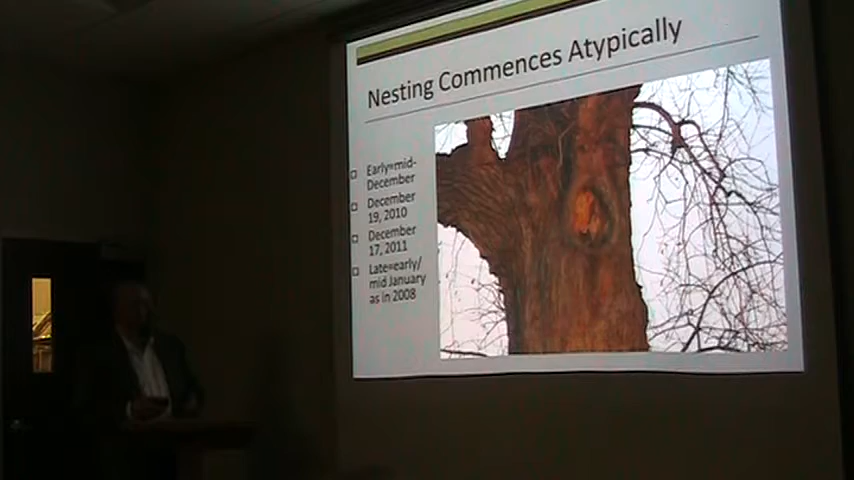 Nesting Commences Atypically
Early=mid-
December
December
19, 2010
December
17, 2011
Late=early/
mid January
as in 2008